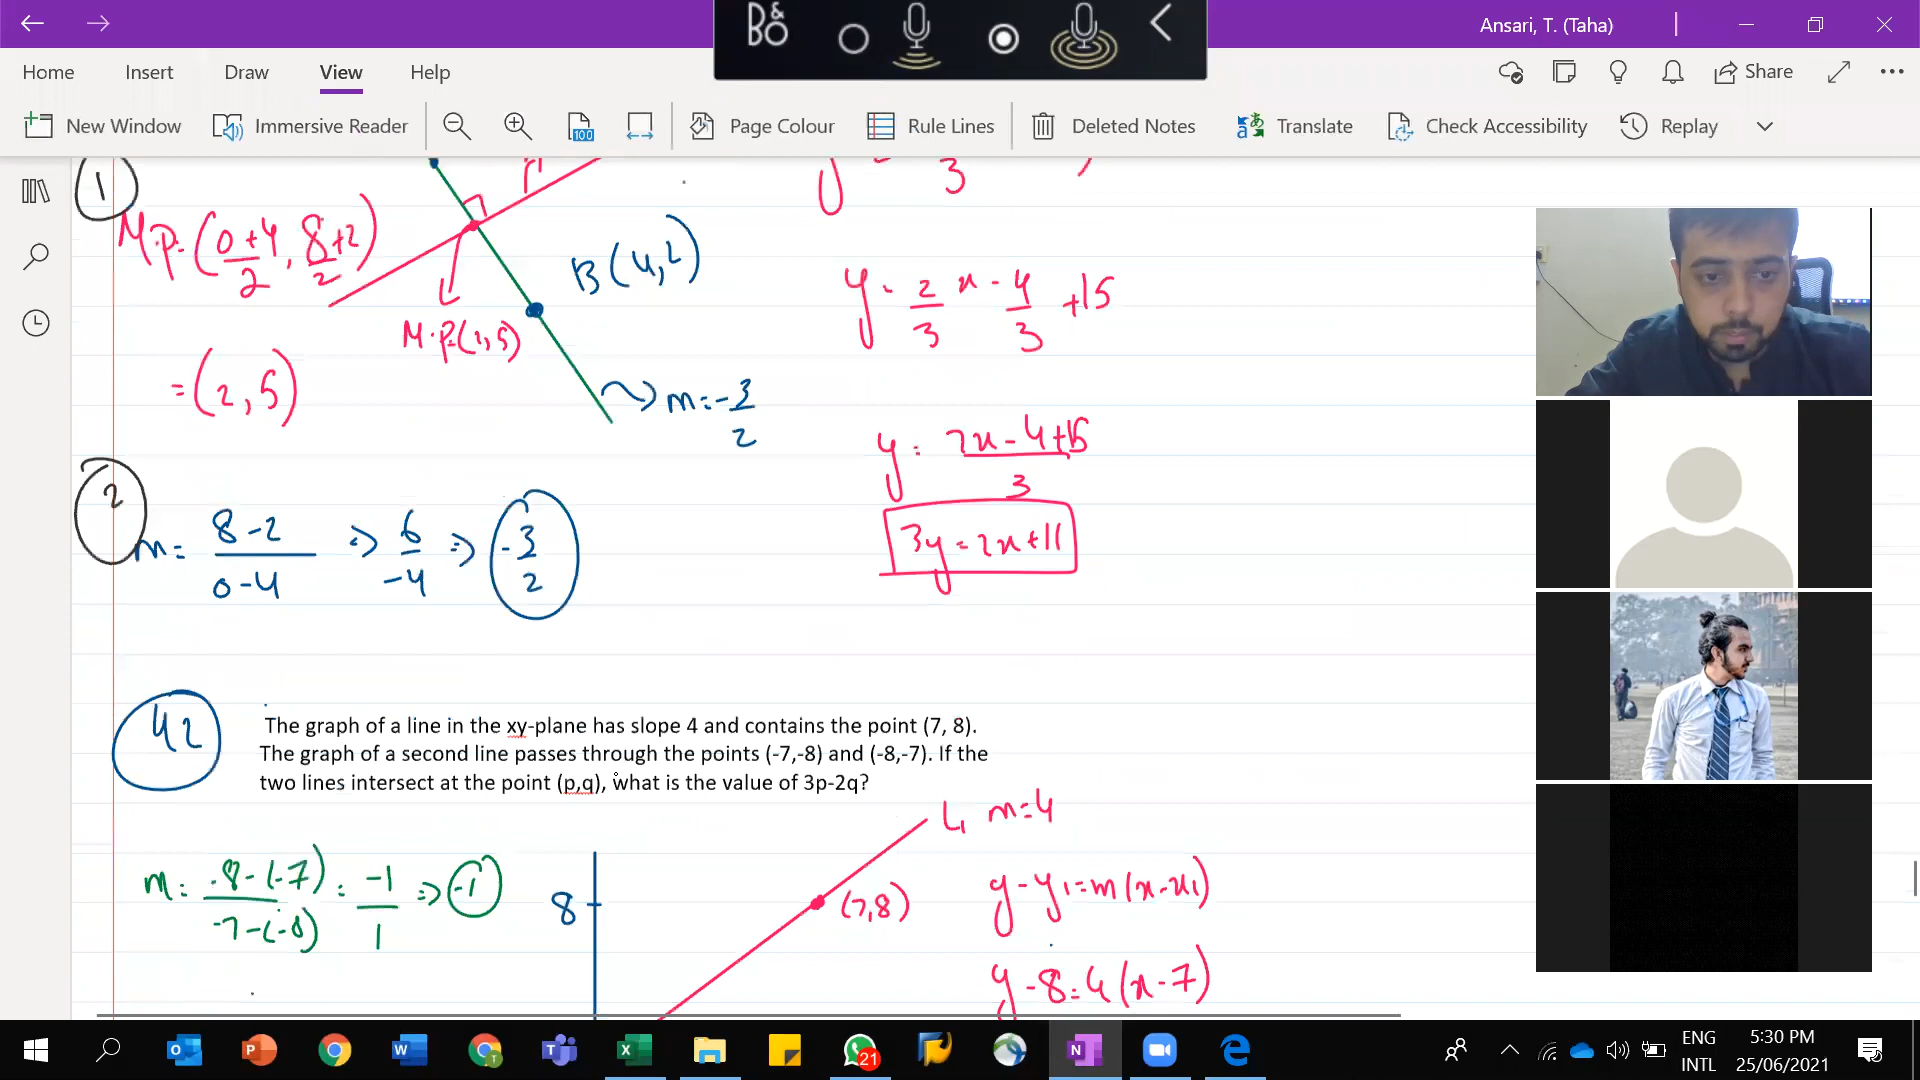 Ansari, T. (Taha)
B&O
Home Insert Draw View Help Share
New Window Immersive Reader 100 Page Colour Rule Lines Deleted Notes Translate Check Accessibility Replay
1
M.P.= (0+4/2, 8+2/2)
B(4,2)
3
y = 2/3 x - 4/3 +15
M.P=(2,5)
= (2,5)
m=-3/2
y = 2x-4+15/3
3y=2x+11
2
m = 8-2/0-4 => 6/-4 => -3/2
42
The graph of a line in the xy-plane has slope 4 and contains the point (7, 8).
The graph of a second line passes through the points (-7,-8) and (-8,-7). If the
two lines intersect at the point (p,q), what is the value of 3p-2q?
L1 m=4
m = -8-(-7)/-7-(-8) = -1/1 => -1
8
(7,8)
y-y1=m(x-x1)
y-8=4(x-7)
21
ENG
INTL
5:30 PM
25/06/2021